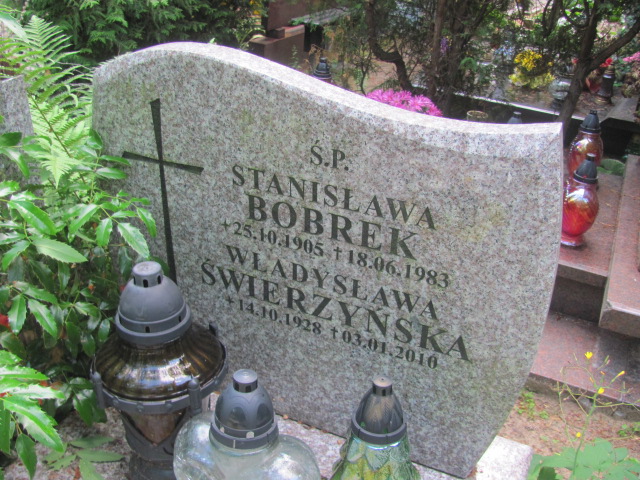 Ś.P.
STANISŁAWA
BOBREK
+25.10.1905 +18.06.1983
WŁADYSŁAWA
ŚWIERZYŃSKA
+14.10.1928 +03.01.2010